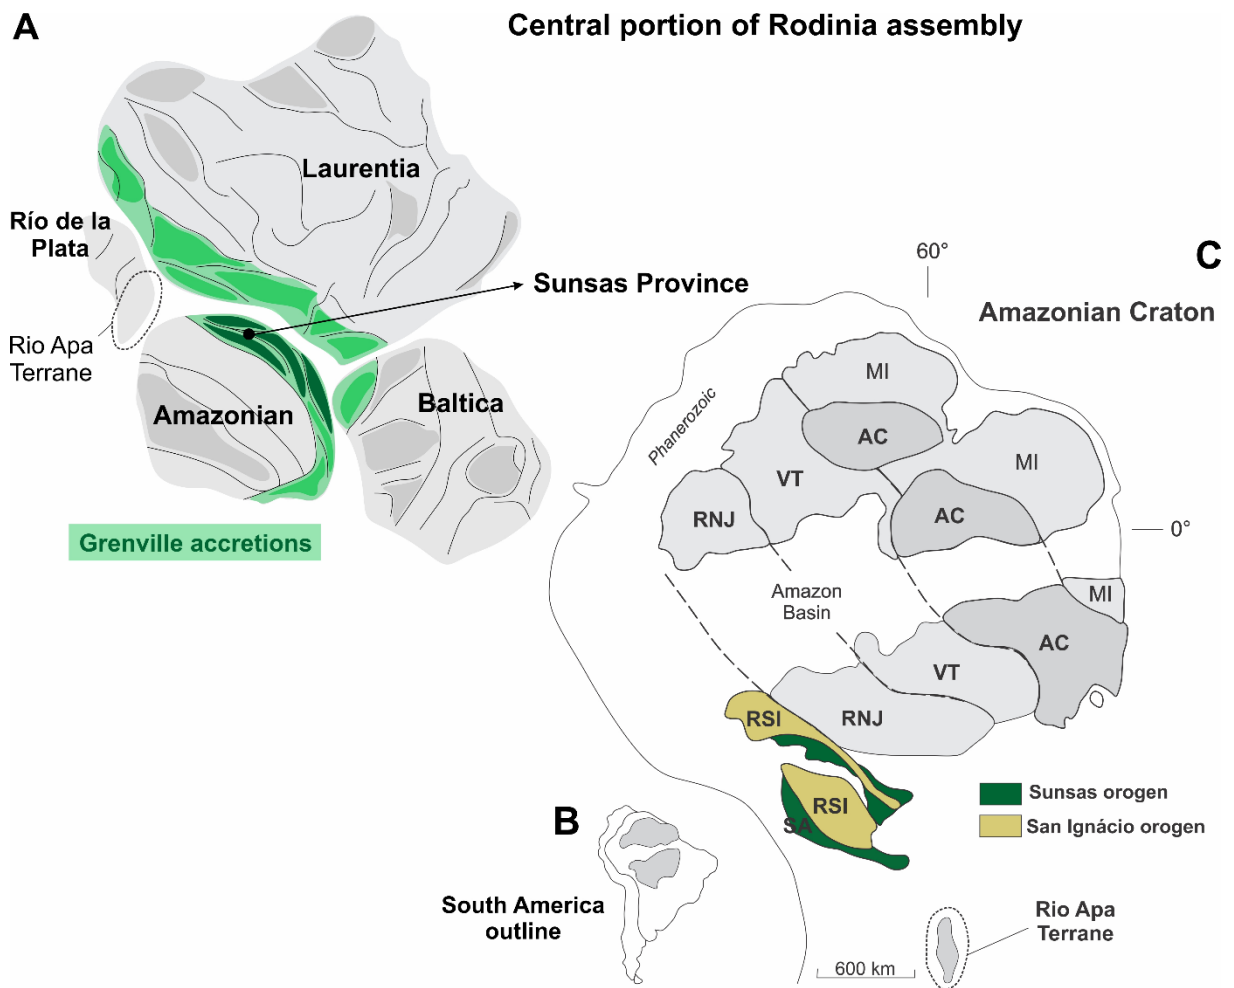 A
Central portion of Rodinia assembly
Laurentia
Río de la
Plata
Sunsas Province
Rio Apa
Terrane
Amazonian
Baltica
Grenville accretions
C
60°
Amazonian Craton
Phanerozoic
MI
AC
VT
MI
RNJ
AC
0°
Amazon
Basin
MI
AC
VT
RSI
RNJ
RSI
SA
Sunsas orogen
San Ignácio orogen
B
South America
outline
Rio Apa
Terrane
600 km